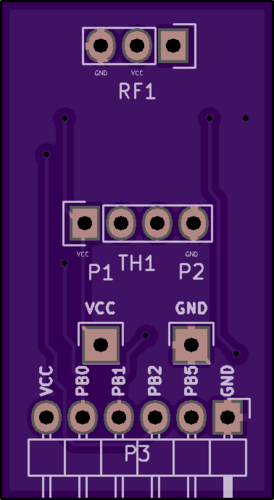 GND VCC
RF1
VCC GND
P1 TH1 P2
VCC GND
VCC PB0 PB1 PB2 PB5 GND
P3